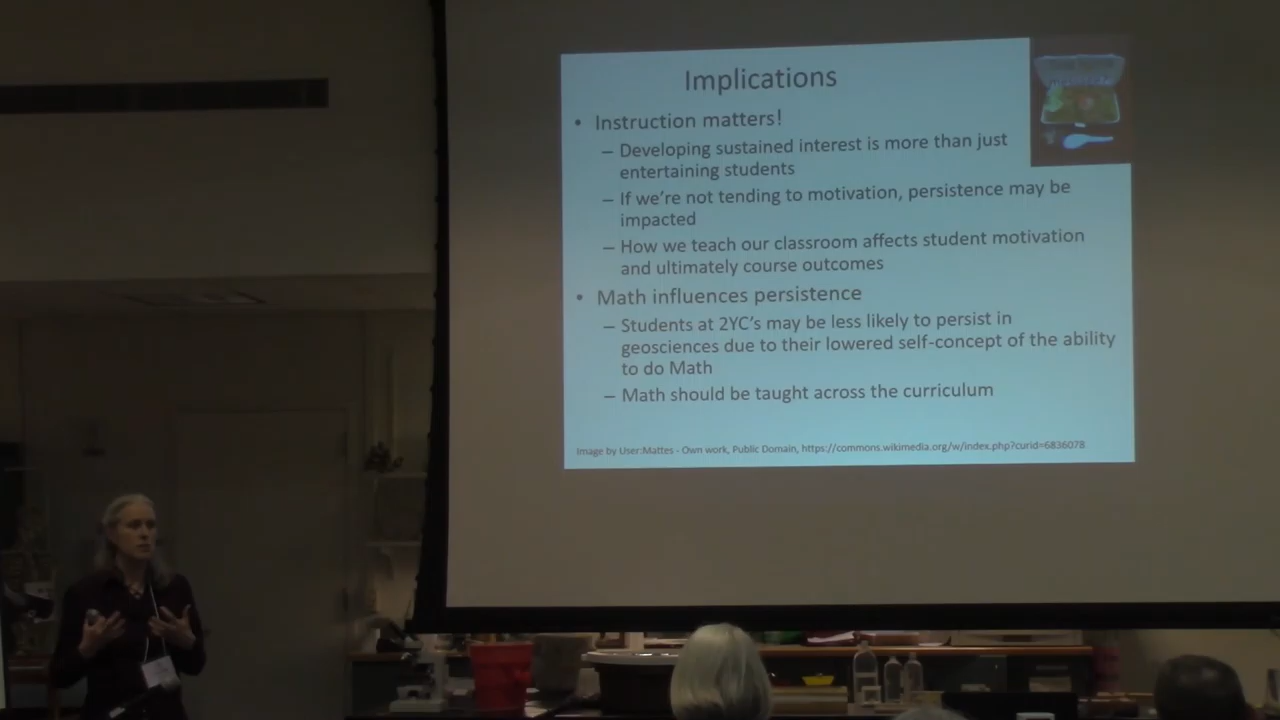 Implications
• Instruction matters!
– Developing sustained interest is more than just
entertaining students
– If we're not tending to motivation, persistence may be
impacted
– How we teach our classroom affects student motivation
and ultimately course outcomes
• Math influences persistence
– Students at 2YC's may be less likely to persist in
geosciences due to their lowered self-concept of the ability
to do Math
– Math should be taught across the curriculum
Image by User:Mattes - Own work, Public Domain, https://commons.wikimedia.org/w/index.php?curid=6836078